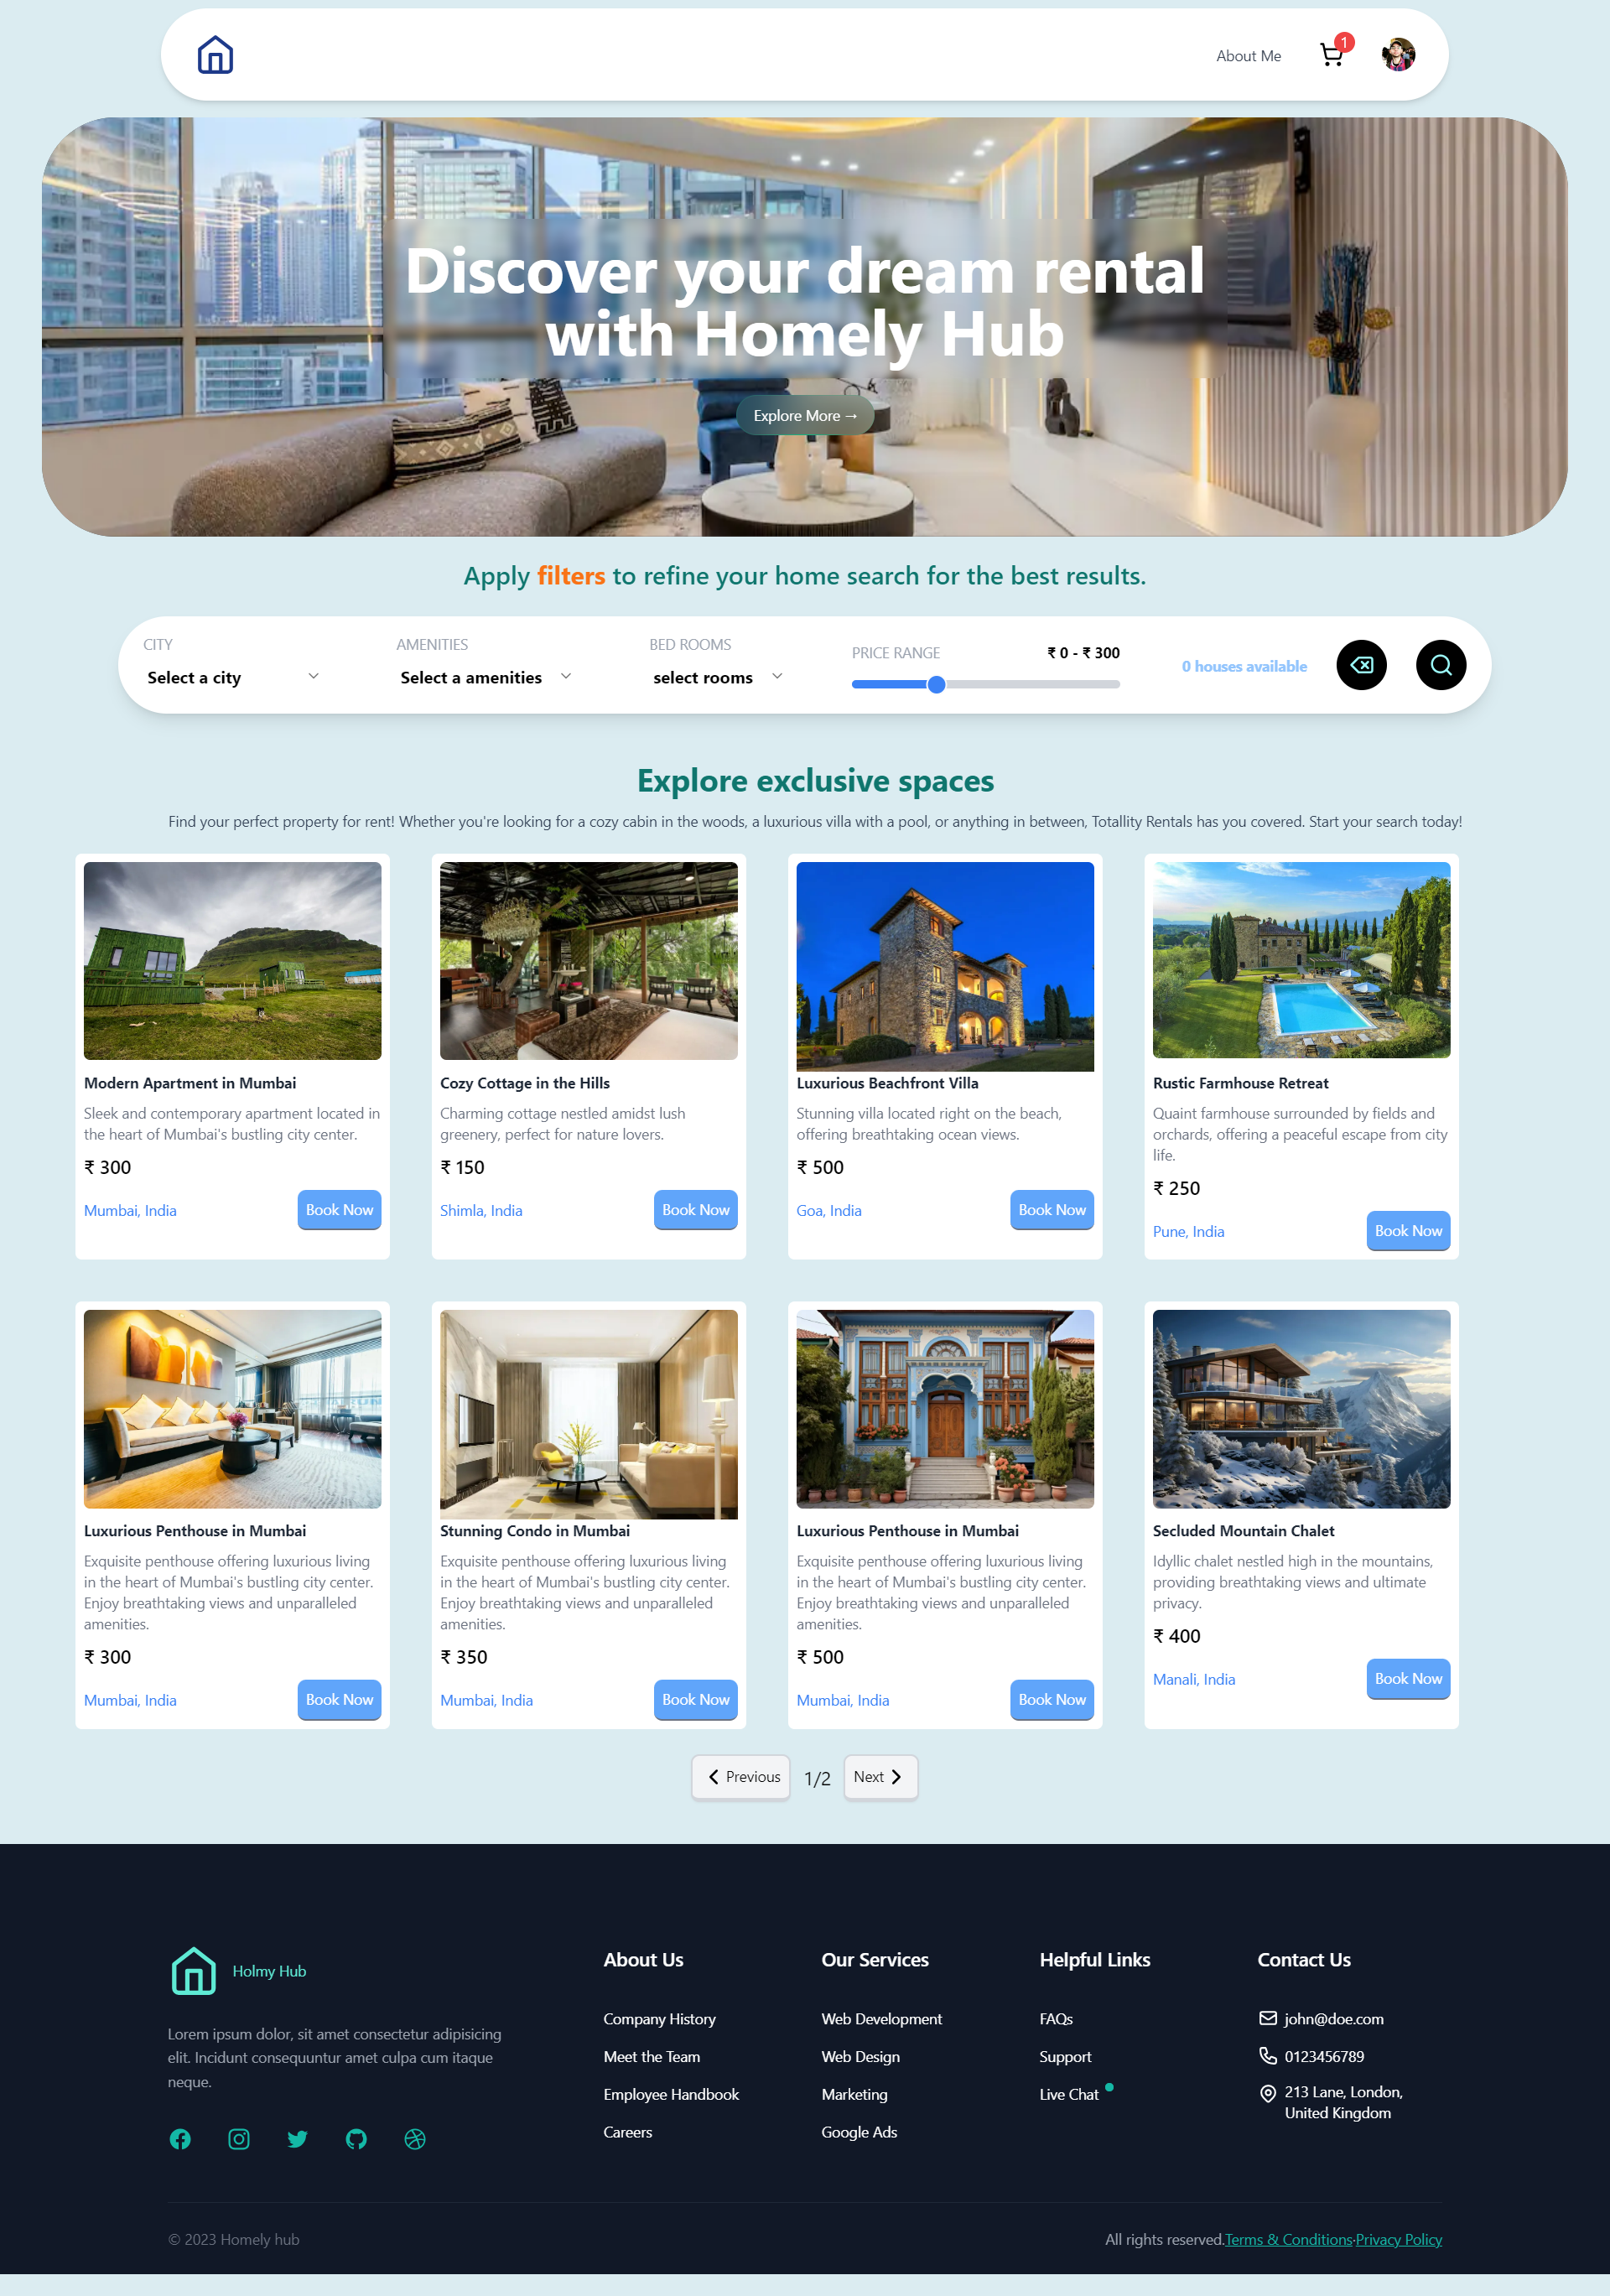 About Me
1
Discover your dream rental
with Homely Hub
Explore More →
Apply filters to refine your home search for the best results.
CITY
Select a city
AMENITIES
Select a amenities
BED ROOMS
select rooms
PRICE RANGE
₹ 0 - ₹ 300
0 houses available
Explore exclusive spaces
Find your perfect property for rent! Whether you're looking for a cozy cabin in the woods, a luxurious villa with a pool, or anything in between, Totallity Rentals has you covered. Start your search today!
Modern Apartment in Mumbai
Sleek and contemporary apartment located in
the heart of Mumbai's bustling city center.
₹ 300
Mumbai, India
Book Now
Cozy Cottage in the Hills
Charming cottage nestled amidst lush
greenery, perfect for nature lovers.
₹ 150
Shimla, India
Book Now
Luxurious Beachfront Villa
Stunning villa located right on the beach,
offering breathtaking ocean views.
₹ 500
Goa, India
Book Now
Rustic Farmhouse Retreat
Quaint farmhouse surrounded by fields and
orchards, offering a peaceful escape from city
life.
₹ 250
Pune, India
Book Now
Luxurious Penthouse in Mumbai
Exquisite penthouse offering luxurious living
in the heart of Mumbai's bustling city center.
Enjoy breathtaking views and unparalleled
amenities.
₹ 300
Mumbai, India
Book Now
Stunning Condo in Mumbai
Exquisite penthouse offering luxurious living
in the heart of Mumbai's bustling city center.
Enjoy breathtaking views and unparalleled
amenities.
₹ 350
Mumbai, India
Book Now
Luxurious Penthouse in Mumbai
Exquisite penthouse offering luxurious living
in the heart of Mumbai's bustling city center.
Enjoy breathtaking views and unparalleled
amenities.
₹ 500
Mumbai, India
Book Now
Secluded Mountain Chalet
Idyllic chalet nestled high in the mountains,
providing breathtaking views and ultimate
privacy.
₹ 400
Manali, India
Book Now
Previous
1/2
Next
Holmy Hub
Lorem ipsum dolor, sit amet consectetur adipisicing
elit. Incidunt consequuntur amet culpa cum itaque
neque.
About Us
Company History
Meet the Team
Employee Handbook
Careers
Our Services
Web Development
Web Design
Marketing
Google Ads
Helpful Links
FAQs
Support
Live Chat
Contact Us
john@doe.com
0123456789
213 Lane, London,
United Kingdom
© 2023 Homely hub
All rights reserved.Terms & Conditions·Privacy Policy